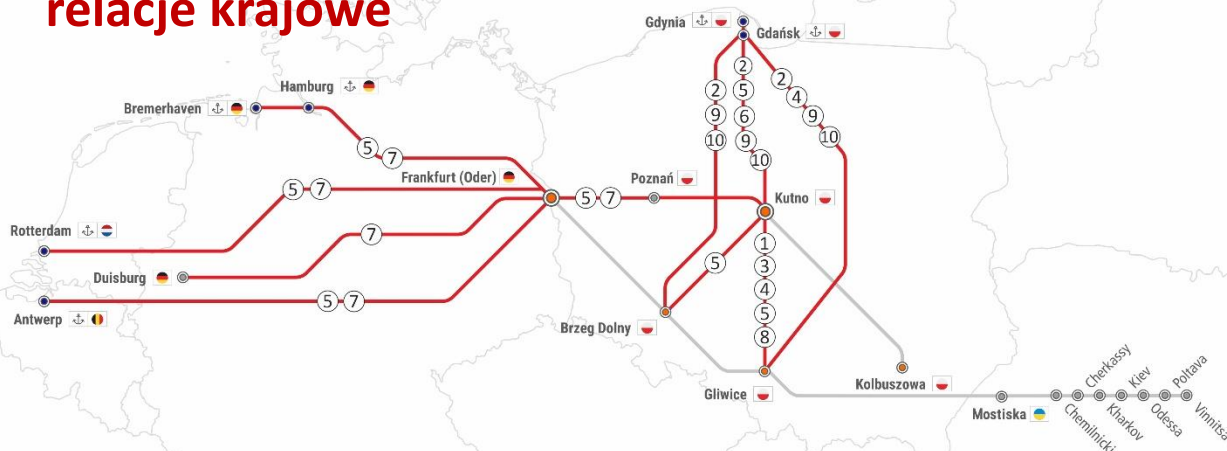 relacje krajowe
Gdynia
Gdańsk
Hamburg
Bremerhaven
2
9
10
2
5
6
9
10
2
4
9
10
5 7
Frankfurt (Oder)
5 7
5 7
Poznań
Kutno
Rotterdam
7
Duisburg
5 7
Antwerp
5
1
3
4
5
8
Brzeg Dolny
Gliwice
Kolbuszowa
Mostiska
Chemilnicki
Cherkassy
Kharkov
Kiev
Odessa
Poltava
Vinnitsa